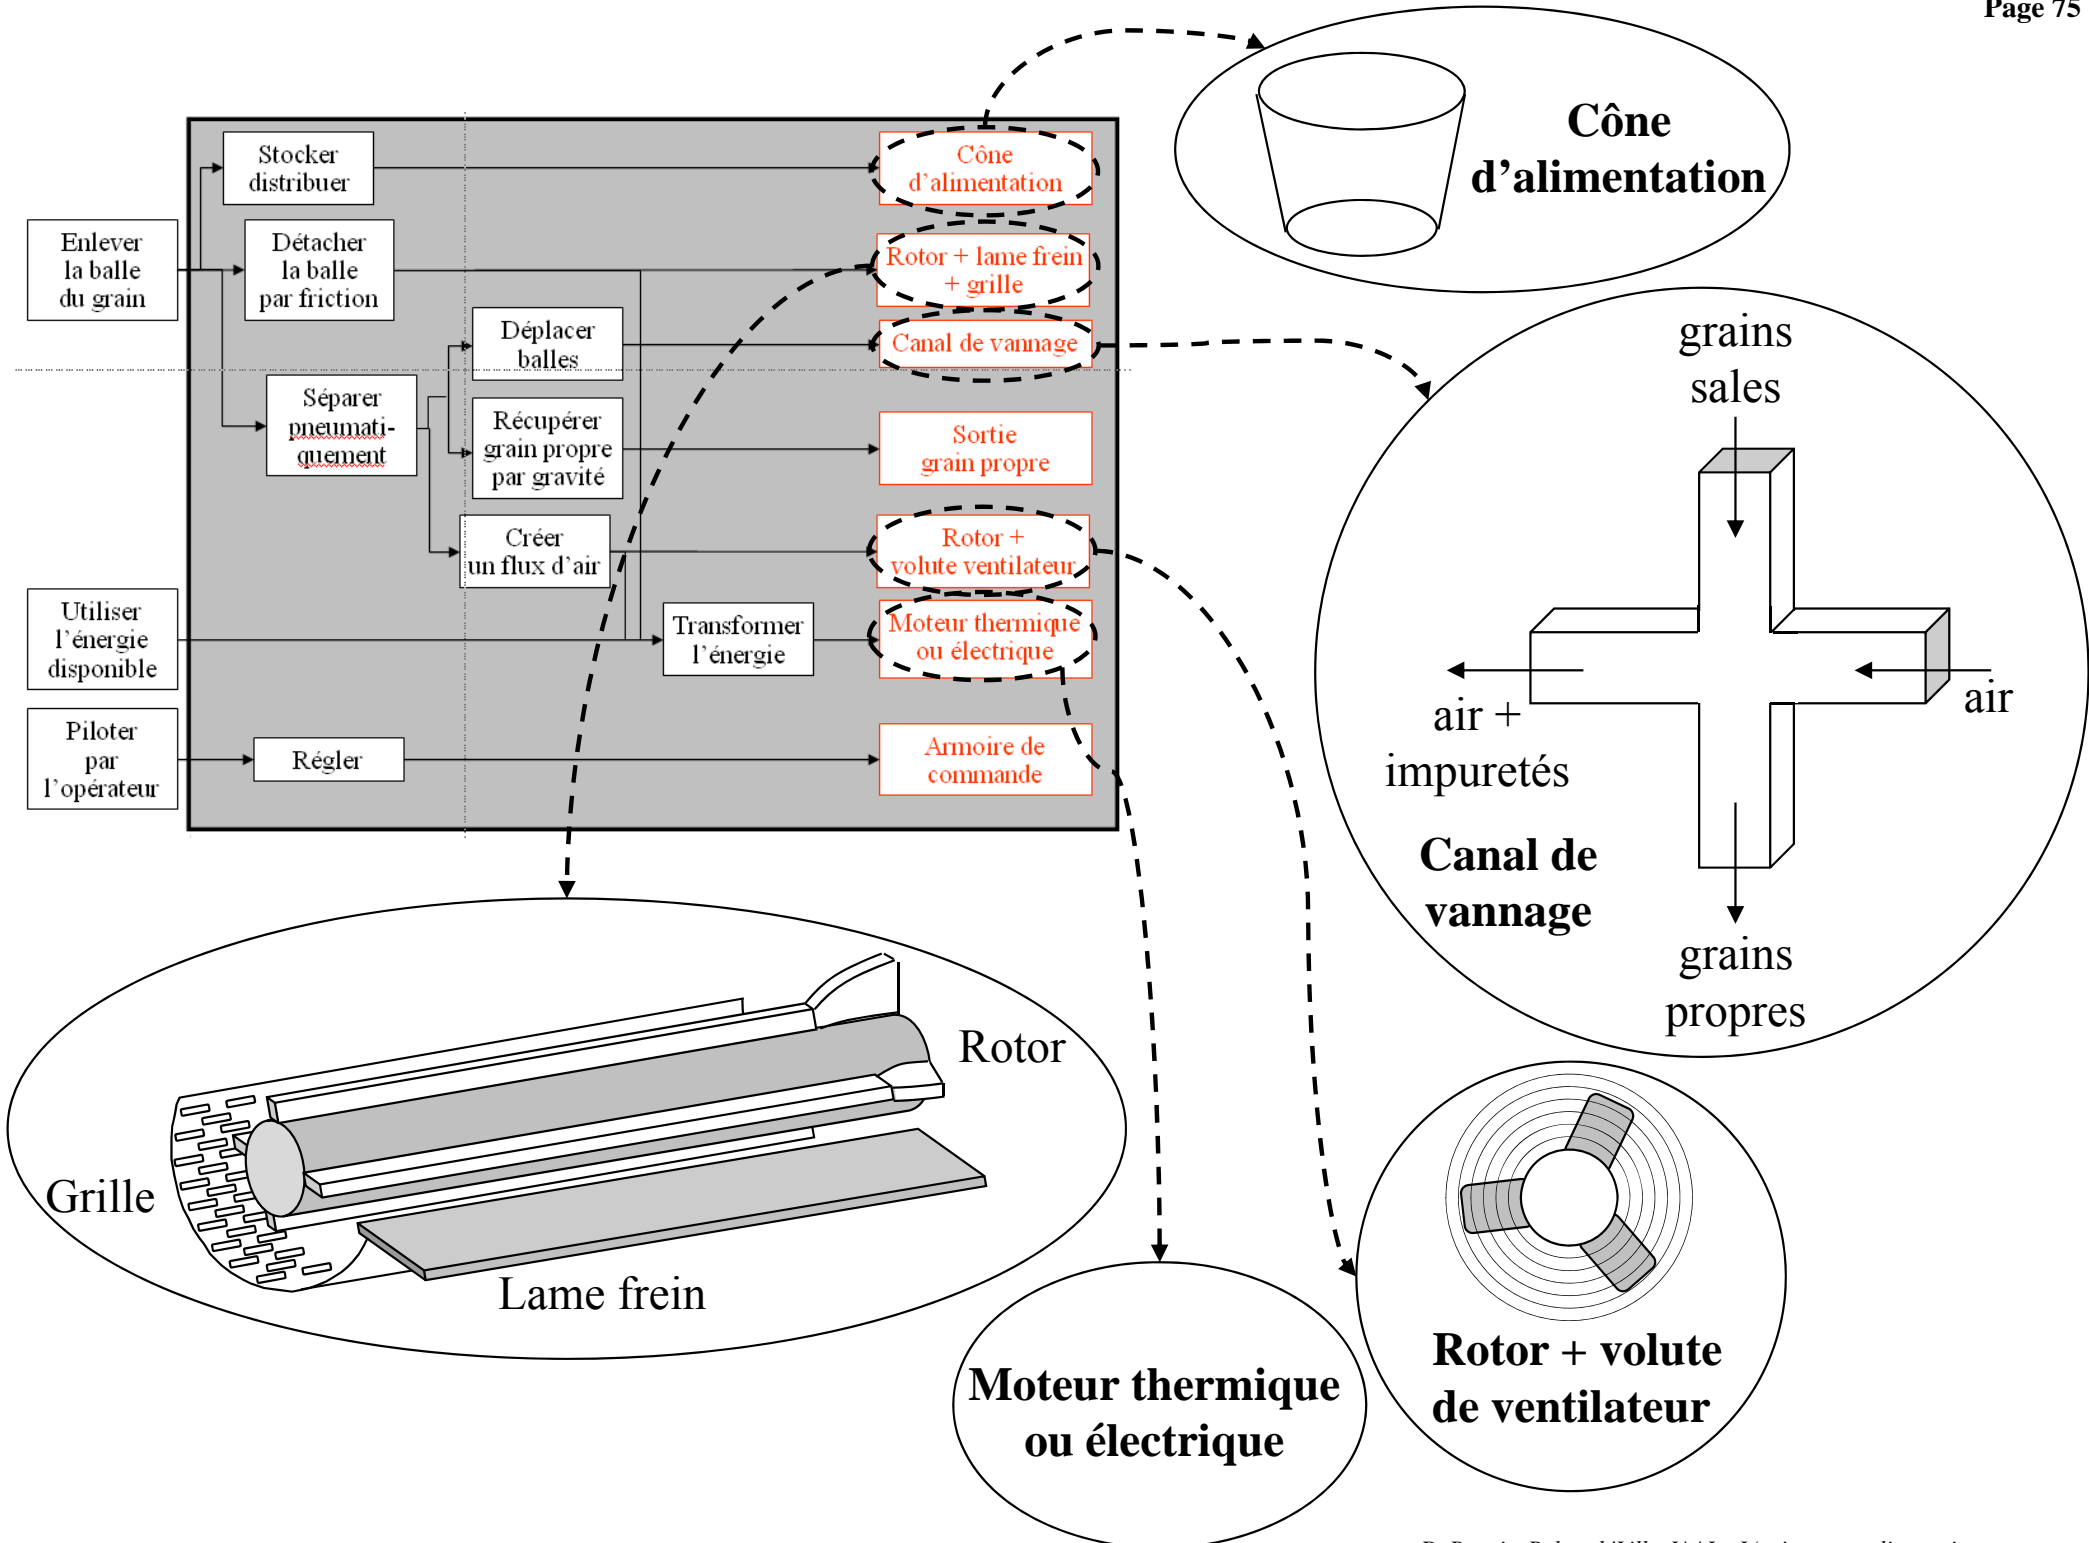 Page 75
Stocker
distribuer
Cône
d’alimentation
Enlever
la balle
du grain
Détacher
la balle
par friction
Rotor + lame frein
+ grille
Déplacer
balles
Canal de vannage
Séparer
pneumati-
quement
Récupérer
grain propre
par gravité
Sortie
grain propre
Créer
un flux d’air
Rotor +
volute ventilateur
Utiliser
l’énergie
disponible
Transformer
l’énergie
Moteur thermique
ou électrique
Piloter
par
l’opérateur
Régler
Armoire de
commande
Cône
d’alimentation
grains
sales
air
air +
impuretés
Canal de
vannage
grains
propres
Rotor
Grille
Lame frein
Moteur thermique
ou électrique
Rotor + volute
de ventilateur